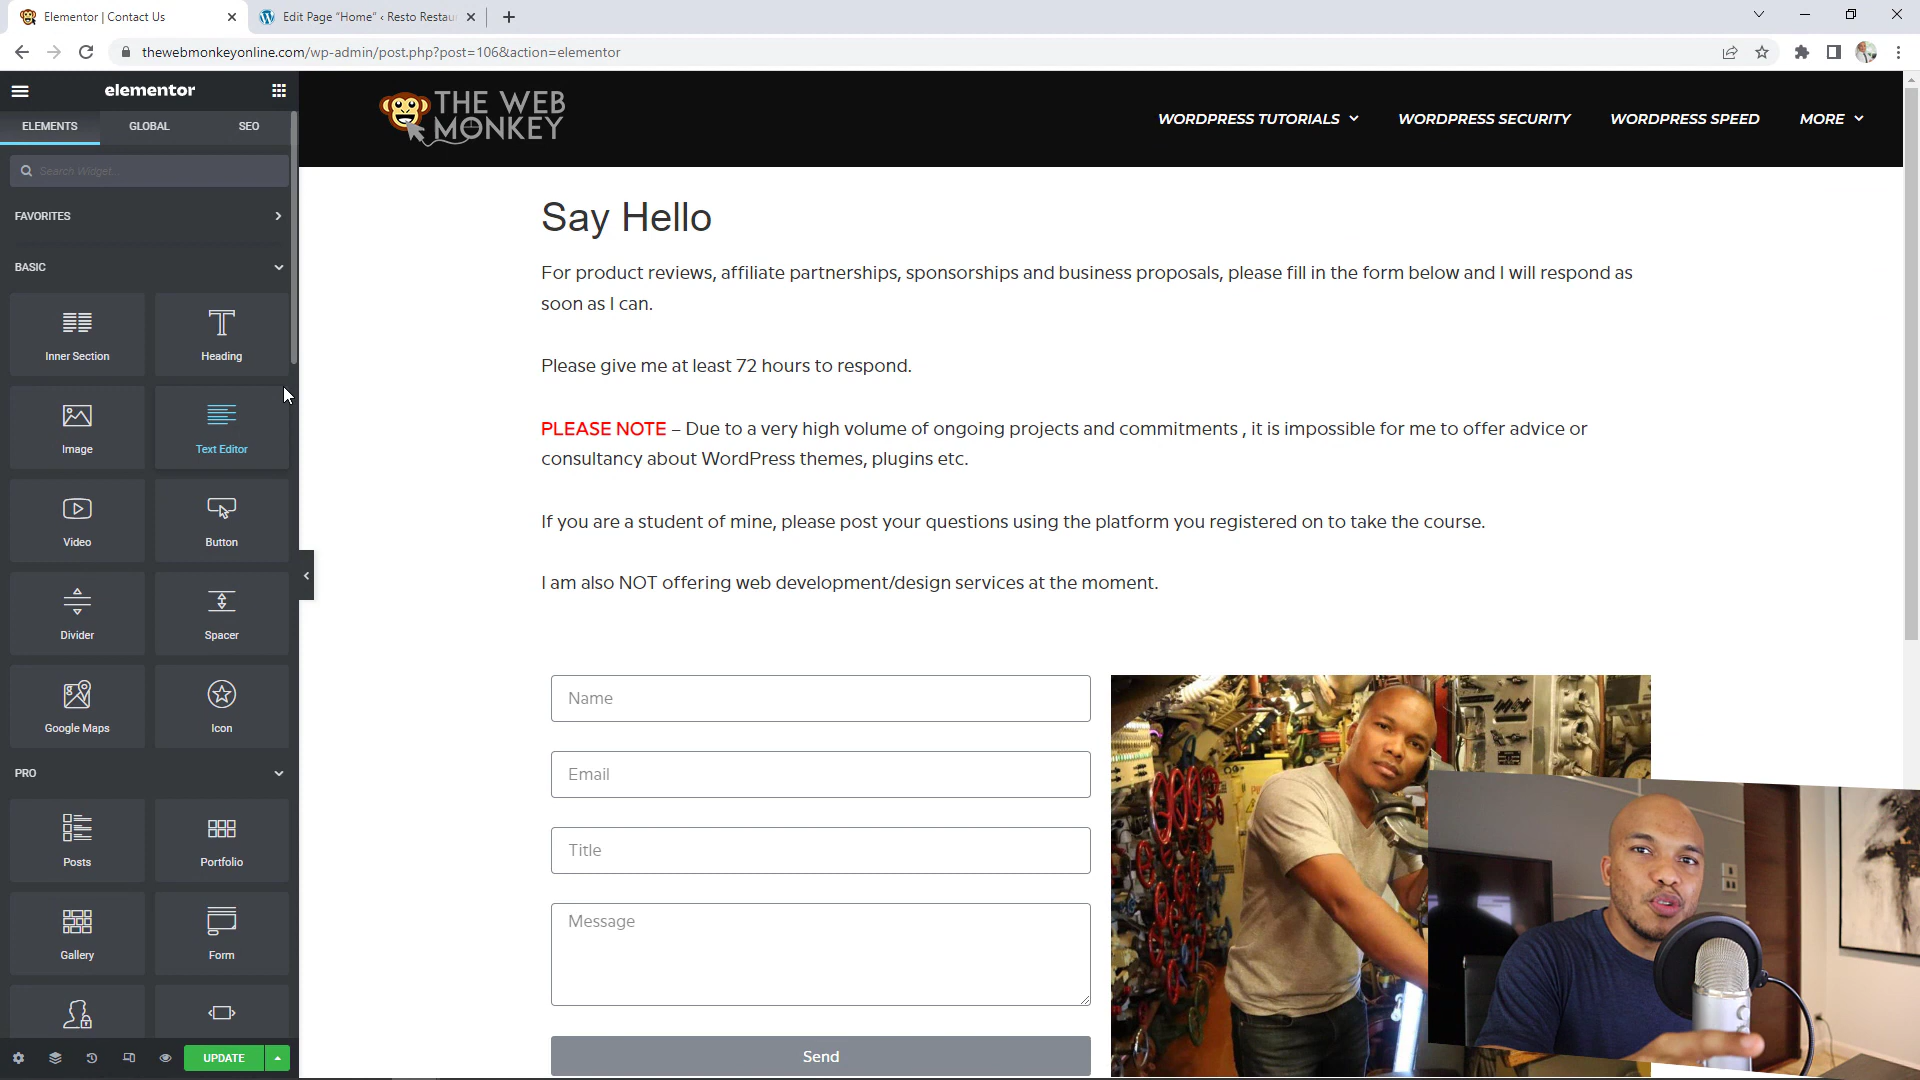 Elementor | Contact Us
Edit Page “Home” ‹ Resto Restau
thewebmonkeyonline.com/wp-admin/post.php?post=106&action=elementor
elementor
ELEMENTS GLOBAL SEO
Search Widget...
FAVORITES
BASIC
Inner Section
Heading
Image
Text Editor
Video
Button
Divider
Spacer
Google Maps
Icon
PRO
Posts
Portfolio
Gallery
Form
UPDATE
THE WEB
MONKEY
WORDPRESS TUTORIALS WORDPRESS SECURITY WORDPRESS SPEED MORE
Say Hello
For product reviews, affiliate partnerships, sponsorships and business proposals, please fill in the form below and I will respond as
soon as I can.
Please give me at least 72 hours to respond.
PLEASE NOTE – Due to a very high volume of ongoing projects and commitments , it is impossible for me to offer advice or
consultancy about WordPress themes, plugins etc.
If you are a student of mine, please post your questions using the platform you registered on to take the course.
I am also NOT offering web development/design services at the moment.
Name
Email
Title
Message
Send